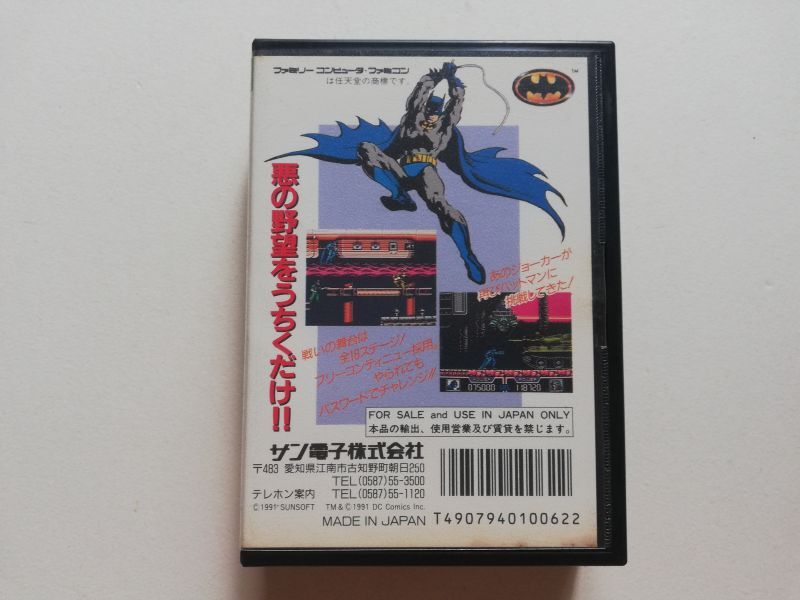 ファミリー コンピュータ・ファミコン
は任天堂の商標です。
TM
悪の野望をうちくだけ!!
あのジョーカーが
再びバットマンに
挑戦してきた!
戦いの舞台は
全18ステージ!
フリーコンティニュー採用。
やられても
パスワードでチャレンジ!!
075000 118720
FOR SALE and USE IN JAPAN ONLY
本品の輸出、使用営業及び賃貸を禁じます。
サン電子株式会社
〒483 愛知県江南市古知野町朝日250
TEL(0587)55-3500
テレホン案内 TEL(0587)55-1120
©1991 SUNSOFT TM & © 1991 DC Comics Inc.
MADE IN JAPAN
T4907940100622